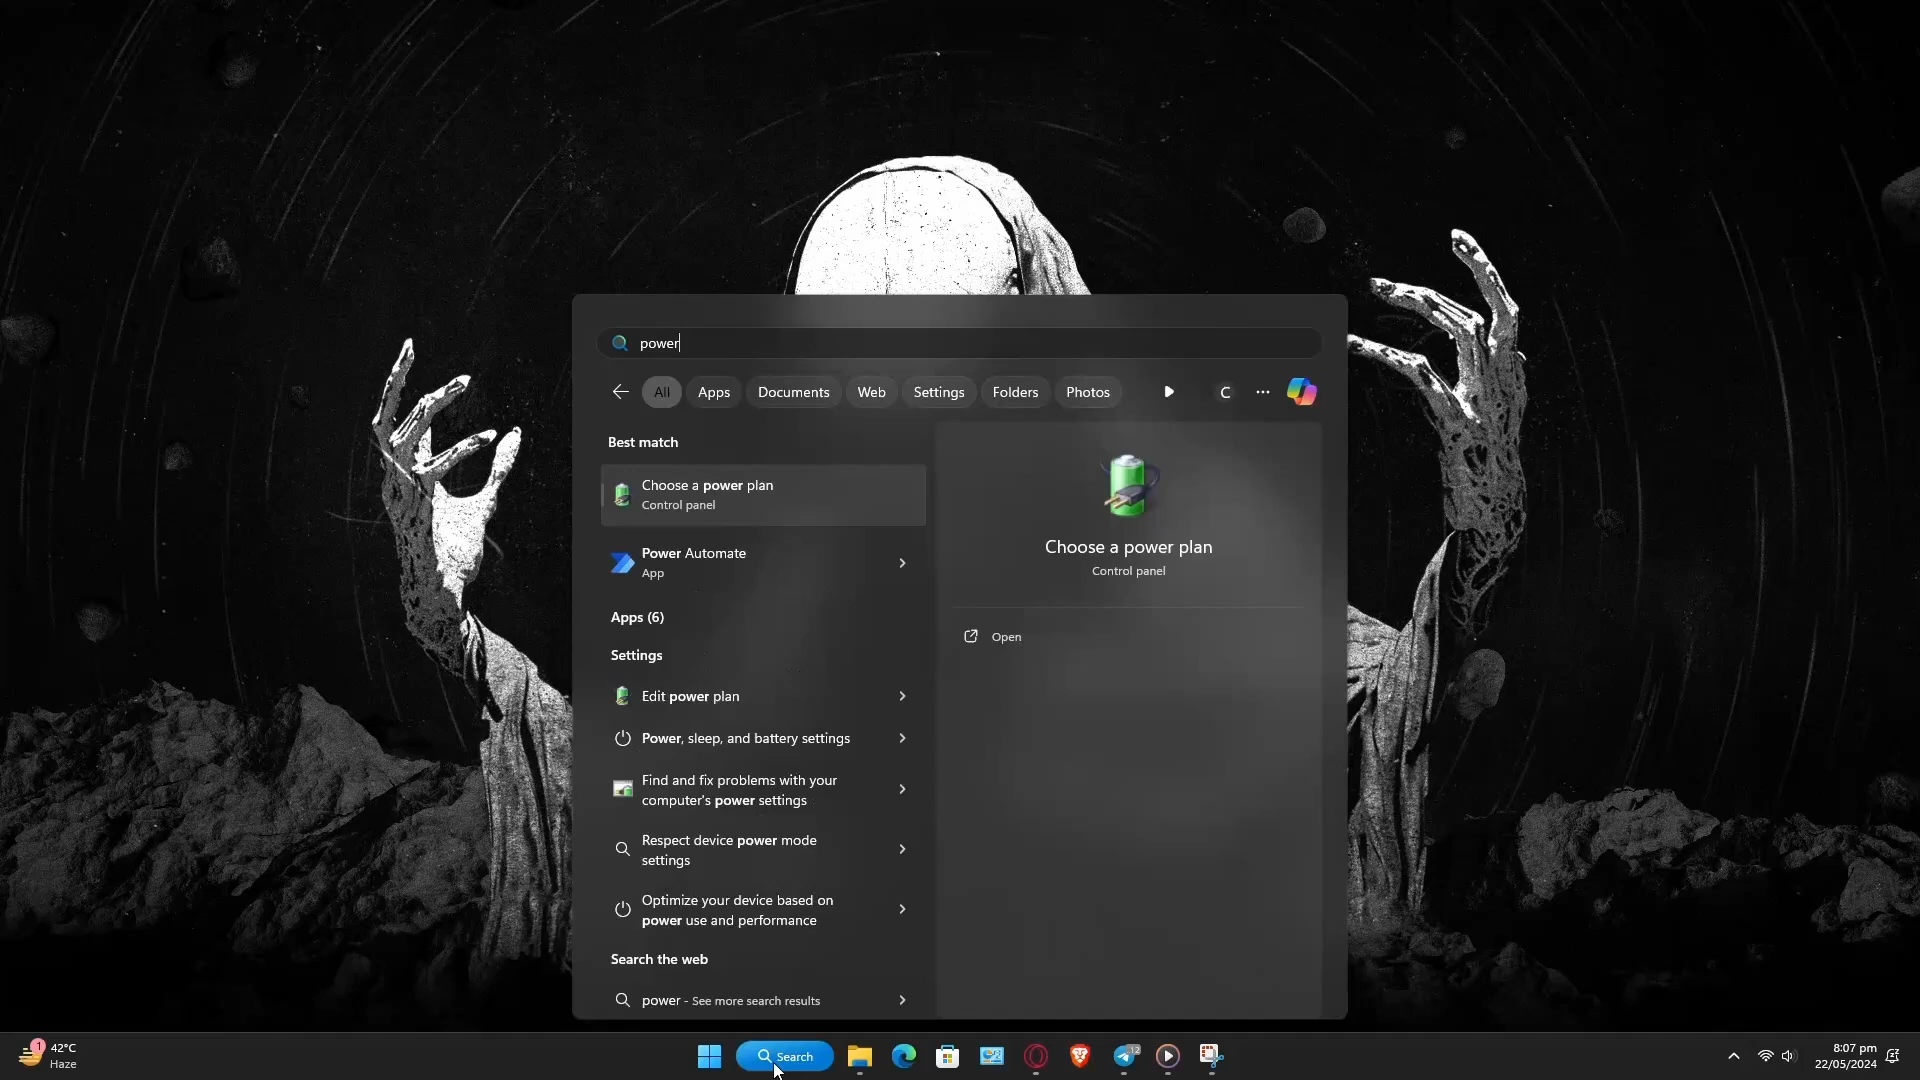 power
All
Apps
Documents
Web
Settings
Folders
Photos
C
Best match
Choose a power plan
Control panel
Power Automate
App
Apps (6)
Settings
Edit power plan
Power, sleep, and battery settings
Find and fix problems with your
computer's power settings
Respect device power mode
settings
Optimize your device based on
power use and performance
Search the web
power - See more search results
Choose a power plan
Control panel
Open
1
42°C
Haze
Search
12
8:07 pm
22/05/2024